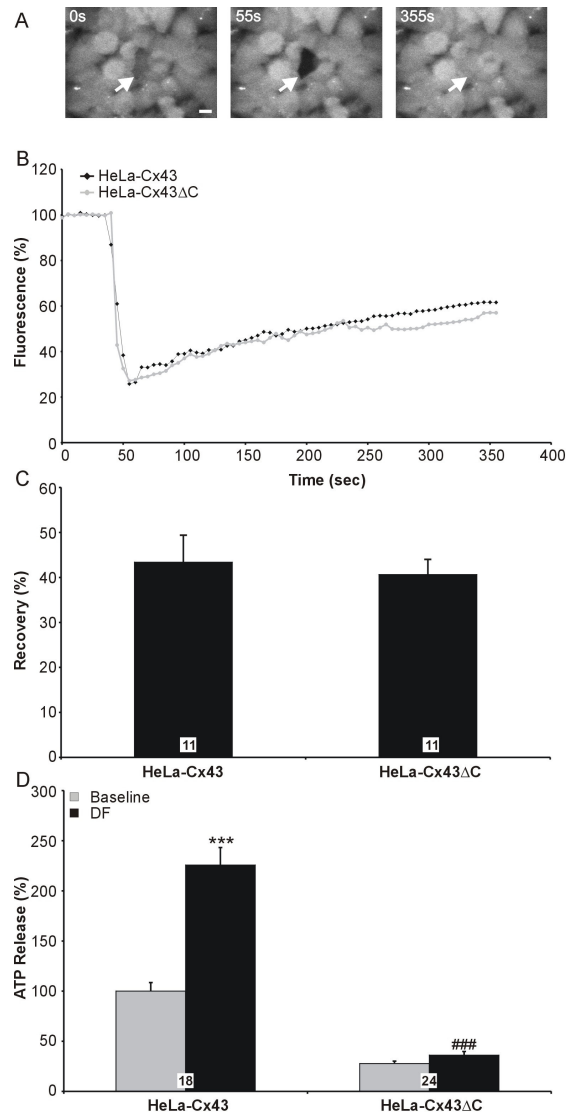 A
0s
55s
355s
B
HeLa-Cx43
HeLa-Cx43ΔC
Fluorescence (%)
120
100
80
60
40
20
0
0 50 100 150 200 250 300 350 400
Time (sec)
C
Recovery (%)
60
50
40
30
20
10
0
11 11
HeLa-Cx43 HeLa-Cx43ΔC
D
Baseline
DF
ATP Release (%)
300
250
200
150
100
50
0
***
###
18 24
HeLa-Cx43 HeLa-Cx43ΔC